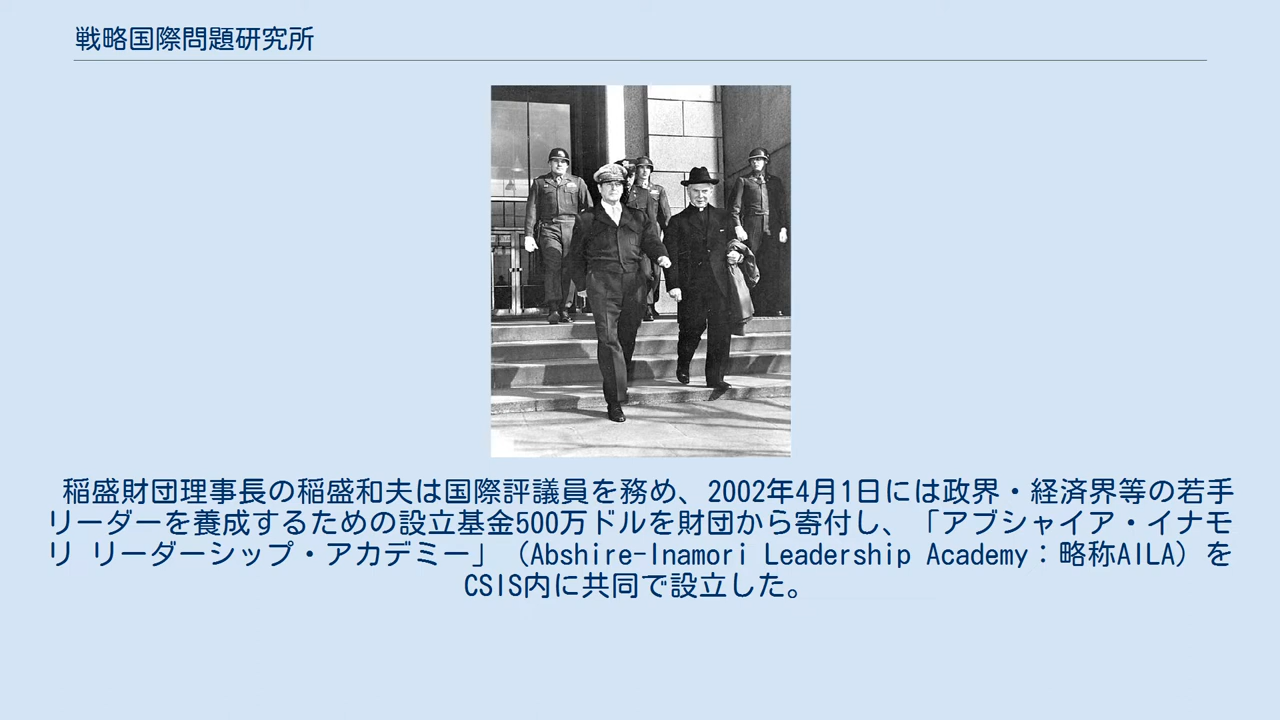 戦略国際問題研究所
稲盛財団理事長の稲盛和夫は国際評議員を務め、2002年4月1日には政界・経済界等の若手
リーダーを養成するための設立基金500万ドルを財団から寄付し、「アブシャイア・イナモ
リ リーダーシップ・アカデミー」（Abshire-Inamori Leadership Academy：略称AILA）を
CSIS内に共同で設立した。